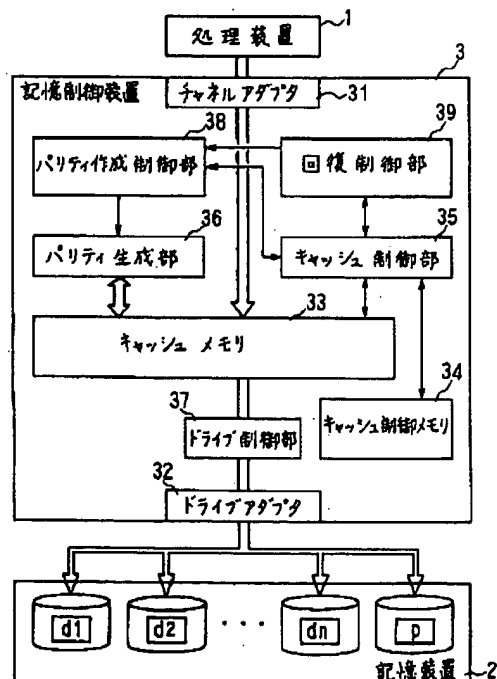 処理装置
1
3
記憶制御装置
チャネルアダプタ
31
38
39
パリティ作成制御部
回復制御部
36
35
パリティ生成部
キャッシュ制御部
33
キャッシュメモリ
34
37
ドライブ制御部
キャッシュ制御メモリ
32
ドライブアダプタ
d1
d2
・・・
dn
p
記憶装置
2